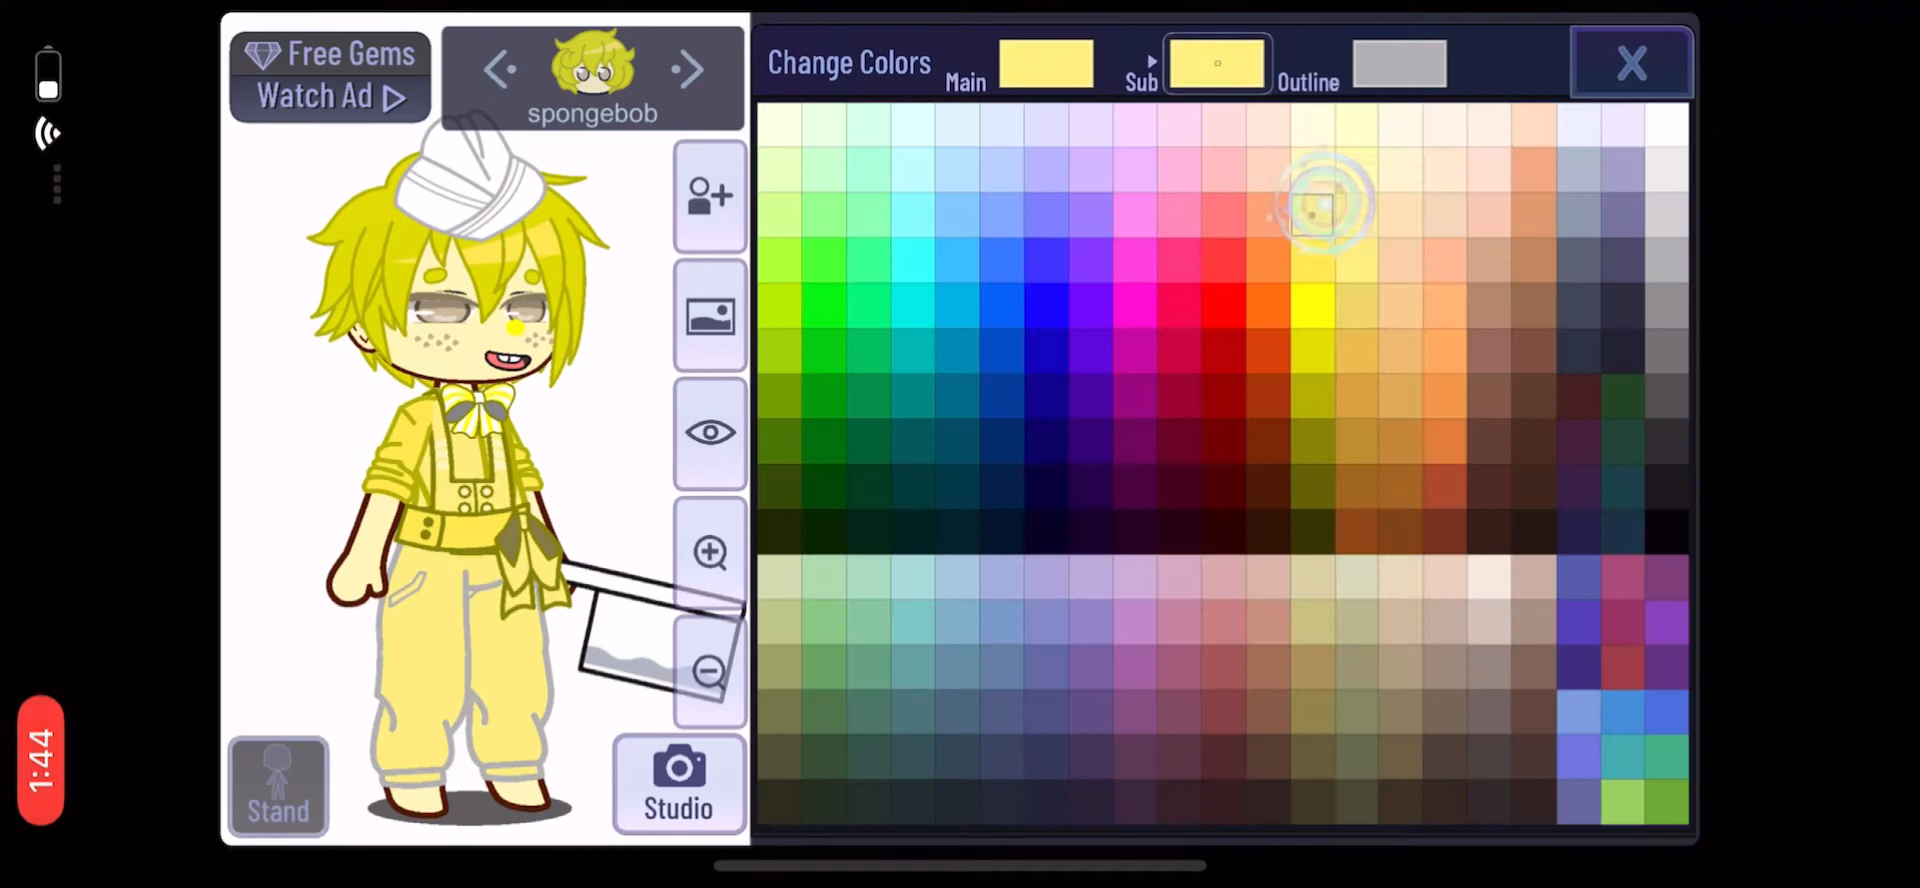 Free Gems
Watch Ad
spongebob
Change Colors
Main
Sub
Outline
X
Stand
Studio
1:44